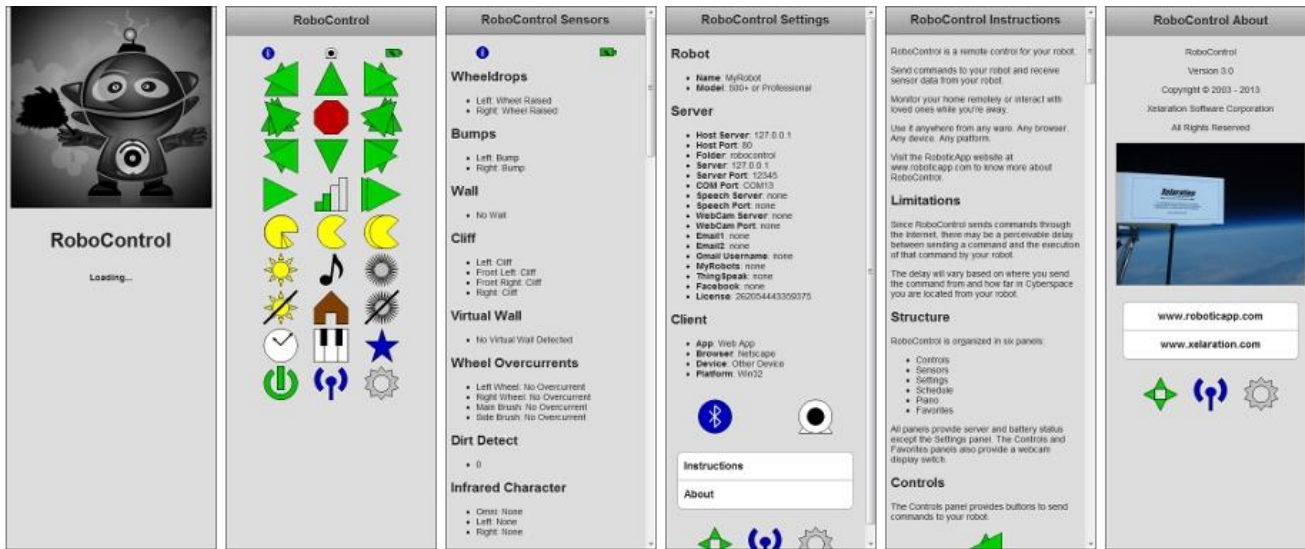 RoboControl
Loading...
RoboControl
RoboControl Sensors
Wheeldrops
Left: Wheel Raised
Right: Wheel Raised
Bumps
Left: Bump
Right: Bump
Wall
No Wall
Cliff
Left: Cliff
Front Left: Cliff
Front Right: Cliff
Right: Cliff
Virtual Wall
No Virtual Wall Detected
Wheel Overcurrents
Left Wheel: No Overcurrent
Right Wheel: No Overcurrent
Main Brush: No Overcurrent
Side Brush: No Overcurrent
Dirt Detect
0
Infrared Character
Omni: None
Left: None
Right: None
RoboControl Settings
Robot
Name: MyRobot
Model: 500+ or Professional
Server
Host Server: 127.0.0.1
Host Port: 80
Folder: robocontrol
Server: 127.0.0.1
Server Port: 12345
COM Port: COM13
Speech Server: none
Speech Port: none
WebCam Server: none
WebCam Port: none
Email1: none
Email2: none
Gmail Username: none
MyRobots: none
ThingSpeak: none
Facebook: none
License: 262054443359375
Client
App: Web App
Browser: Netscape
Device: Other Device
Platform: Win32
Instructions
About
RoboControl Instructions
RoboControl is a remote control for your robot.
Send commands to your robot and receive
sensor data from your robot.
Monitor your home remotely or interact with
loved ones while you're away.
Use it anywhere from any ware. Any browser.
Any device. Any platform.
Visit the RoboticApp website at
www.roboticapp.com to know more about
RoboControl.
Limitations
Since RoboControl sends commands through
the Internet, there may be a perceivable delay
between sending a command and the execution
of that command by your robot.
The delay will vary based on where you send
the command from and how far in Cyberspace
you are located from your robot.
Structure
RoboControl is organized in six panels:
Controls
Sensors
Settings
Schedule
Piano
Favorites
All panels provide server and battery status
except the Settings panel. The Controls and
Favorites panels also provide a webcam
display switch.
Controls
The Controls panel provides buttons to send
commands to your robot.
RoboControl About
RoboControl
Version 3.0
Copyright © 2003 - 2013
Xelaration Software Corporation
All Rights Reserved
Xelaration
www.roboticapp.com
www.xelaration.com